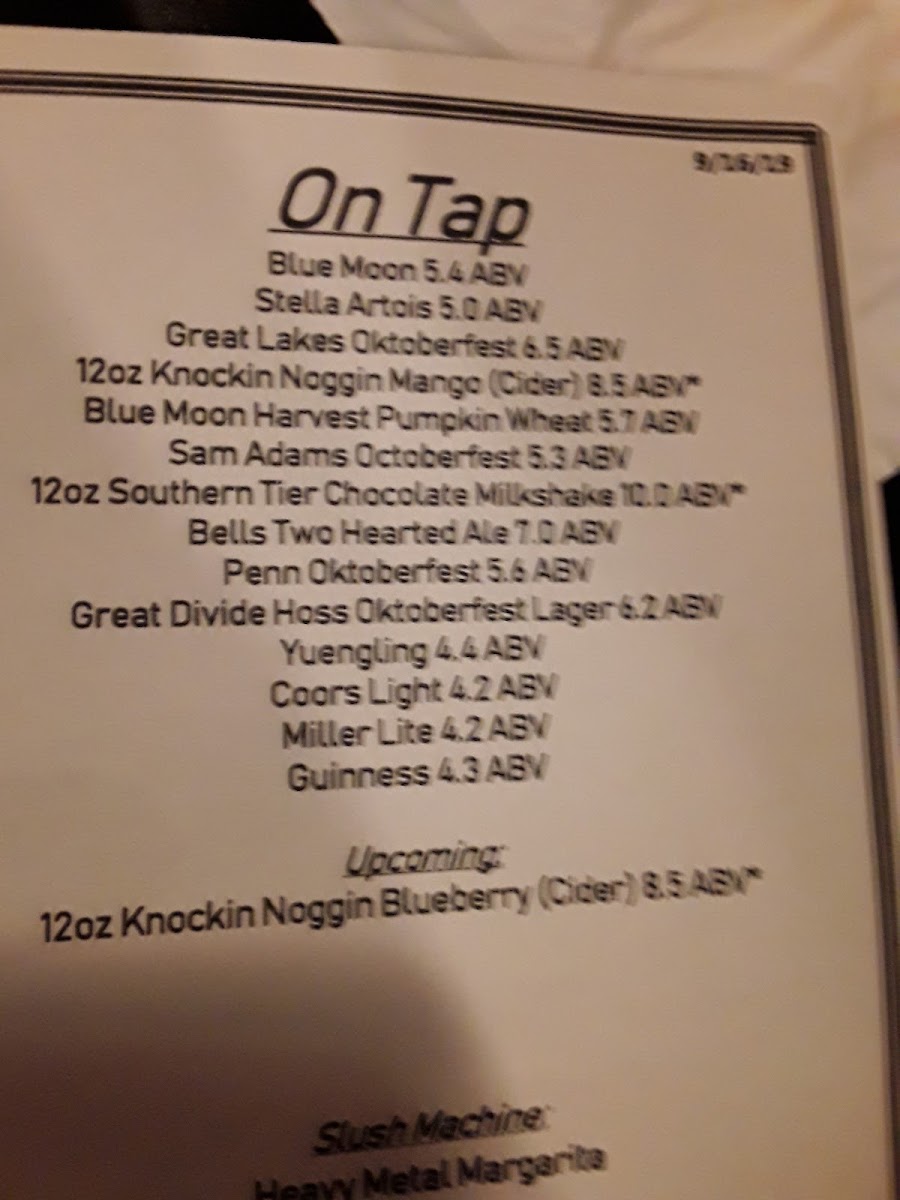 9/16/19
On Tap
Blue Moon 5.4 ABV
Stella Artois 5.0 ABV
Great Lakes Oktoberfest 6.5 ABV
12oz Knockin Noggin Mango (Cider) 8.5 ABV*
Blue Moon Harvest Pumpkin Wheat 5.7 ABV
Sam Adams Octoberfest 5.3 ABV
12oz Southern Tier Chocolate Milkshake 10.0 ABV*
Bells Two Hearted Ale 7.0 ABV
Penn Oktoberfest 5.6 ABV
Great Divide Hoss Oktoberfest Lager 6.2 ABV
Yuengling 4.4 ABV
Coors Light 4.2 ABV
Miller Lite 4.2 ABV
Guinness 4.3 ABV
Upcoming:
12oz Knockin Noggin Blueberry (Cider) 8.5 ABV*
Slush Machine:
Heavy Metal Margarita